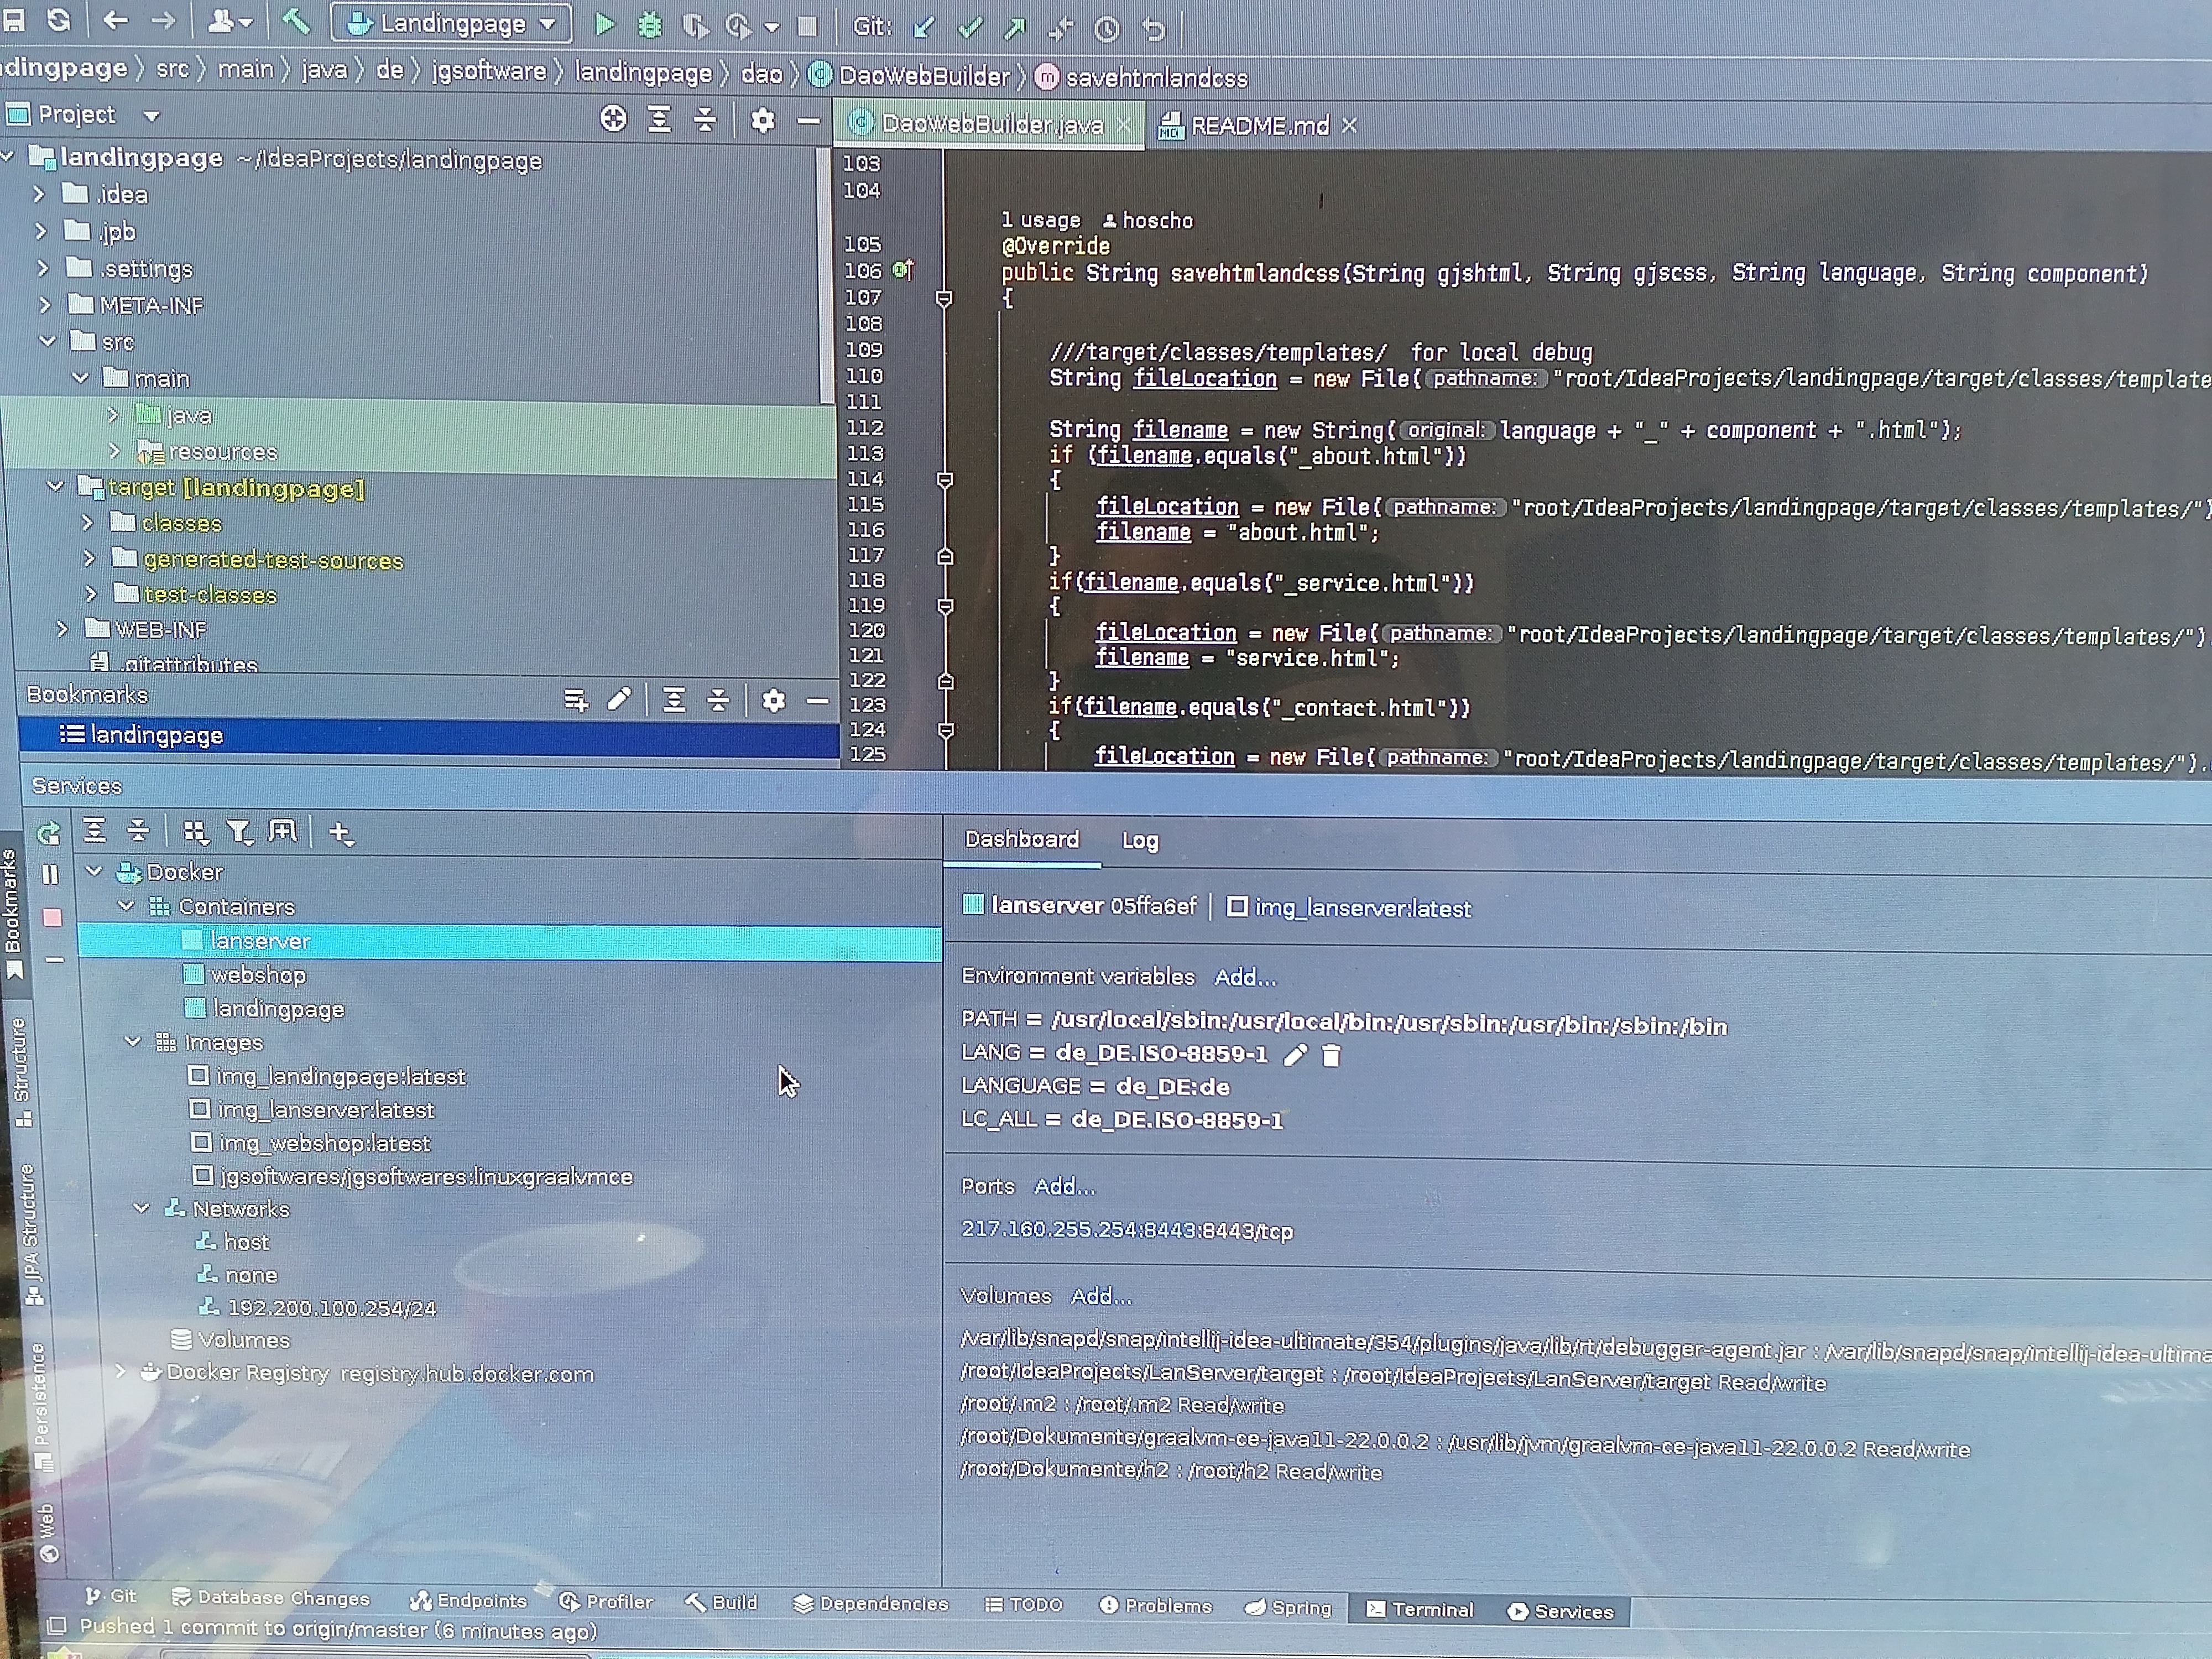 Landingpage
Git:
dingpage 〉 src 〉 main 〉 java 〉 de 〉 jgsoftware 〉 landingpage 〉 dao 〉 DaoWebBuilder 〉 m savehtmlandcss
Project
landingpage ~/IdeaProjects/landingpage
.idea
.jpb
.settings
META-INF
src
main
java
resources
target [landingpage]
classes
generated-test-sources
test-classes
WEB-INF
.gitattributes
Bookmarks
landingpage
DaoWebBuilder.java
README.md
103
104
1 usage hoscho
105 @Override
106 public String savehtmlandcss(String gjshtml, String gjscss, String language, String component)
107 {
108
109 ///target/classes/templates/ for local debug
110 String fileLocation = new File( pathname: "root/IdeaProjects/landingpage/target/classes/template
111
112 String filename = new String( original: language + "_" + component + ".html");
113 if (filename.equals("_about.html"))
114 {
115 fileLocation = new File( pathname: "root/IdeaProjects/landingpage/target/classes/templates/")
116 filename = "about.html";
117 }
118 if(filename.equals("_service.html"))
119 {
120 fileLocation = new File( pathname: "root/IdeaProjects/landingpage/target/classes/templates/")
121 filename = "service.html";
122 }
123 if(filename.equals("_contact.html"))
124 {
125 fileLocation = new File( pathname: "root/IdeaProjects/landingpage/target/classes/templates/").
Services
Bookmarks
Structure
JPA Structure
Persistence
Web
Docker
Containers
lanserver
webshop
landingpage
Images
img_landingpage:latest
img_lanserver:latest
img_webshop:latest
jgsoftwares/jgsoftwares:linuxgraalvmce
Networks
host
none
192.200.100.254/24
Volumes
Docker Registry registry.hub.docker.com
Dashboard Log
lanserver 05ffa6ef | img_lanserver:latest
Environment variables Add...
PATH = /usr/local/sbin:/usr/local/bin:/usr/sbin:/usr/bin:/sbin:/bin
LANG = de_DE.ISO-8859-1
LANGUAGE = de_DE:de
LC_ALL = de_DE.ISO-8859-1
Ports Add...
217.160.255.254:8443:8443/tcp
Volumes Add...
/var/lib/snapd/snap/intellij-idea-ultimate/354/plugins/java/lib/rt/debugger-agent.jar : /var/lib/snapd/snap/intellij-idea-ultima
/root/IdeaProjects/LanServer/target : /root/IdeaProjects/LanServer/target Read/write
/root/.m2 : /root/.m2 Read/write
/root/Dokumente/graalvm-ce-java11-22.0.0.2 : /usr/lib/jvm/graalvm-ce-java11-22.0.0.2 Read/write
/root/Dokumente/h2 : /root/h2 Read/write
Git Database Changes Endpoints Profiler Build Dependencies TODO Problems Spring Terminal Services
Pushed 1 commit to origin/master (6 minutes ago)